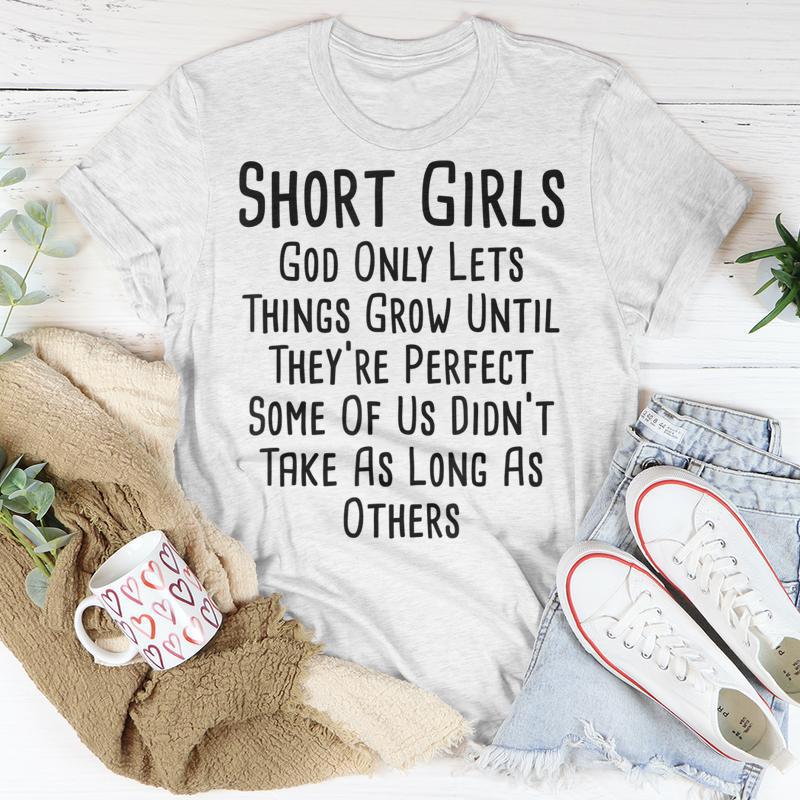 Short Girls
God Only Lets
Things Grow Until
They're Perfect
Some Of Us Didn't
Take As Long As
Others